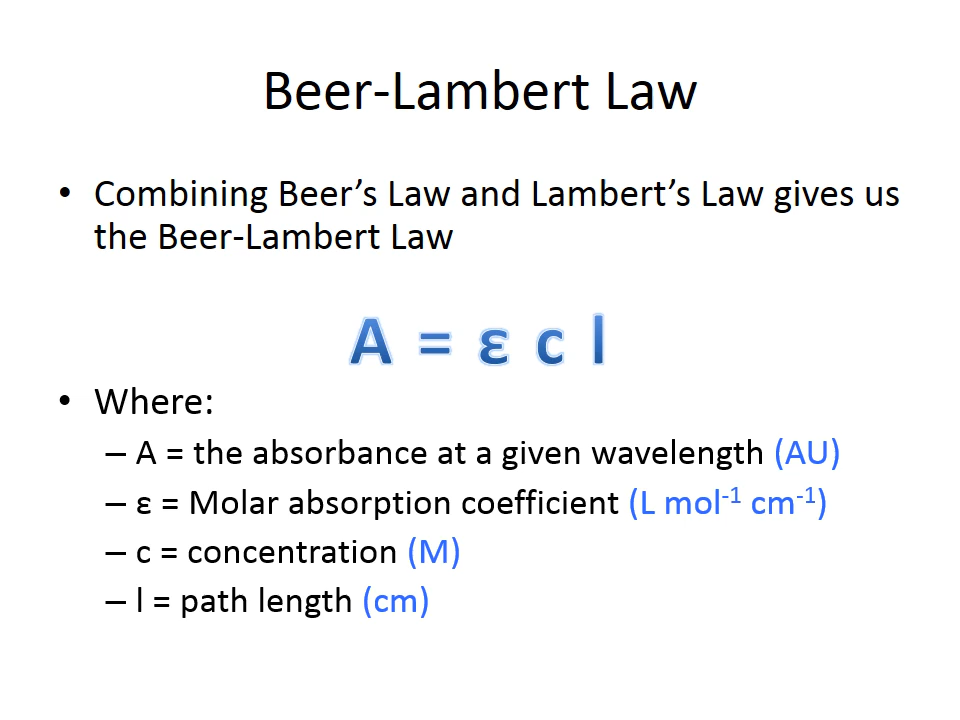 Beer-Lambert Law
• Combining Beer’s Law and Lambert’s Law gives us
the Beer-Lambert Law
A = ε c l
• Where:
– A = the absorbance at a given wavelength (AU)
– ε = Molar absorption coefficient (L mol⁻¹ cm⁻¹)
– c = concentration (M)
– l = path length (cm)